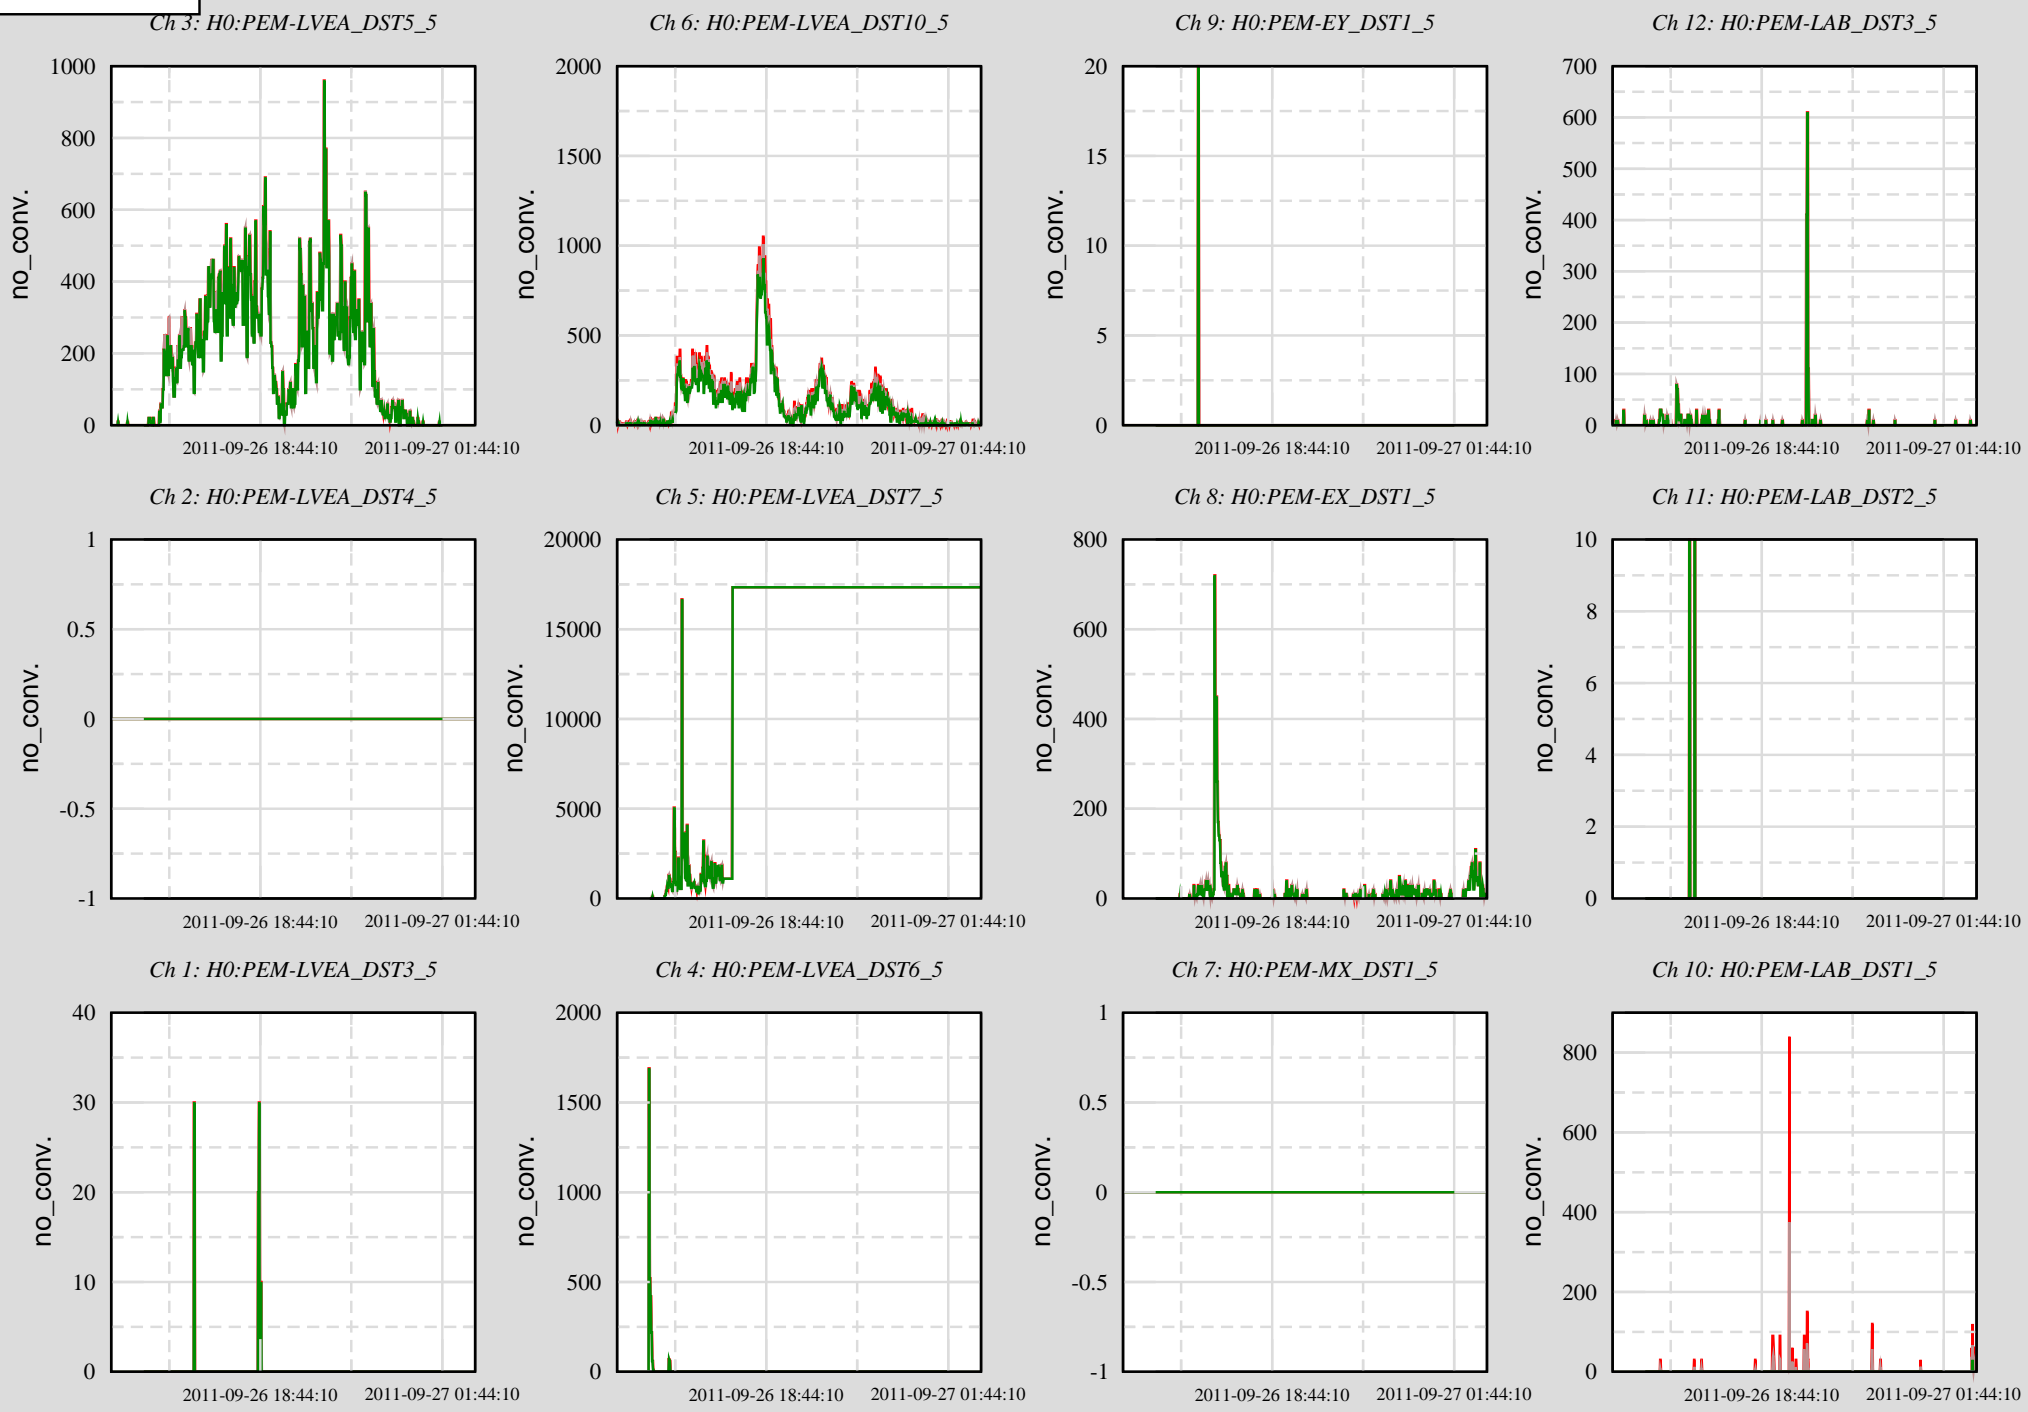 Ch 3: H0:PEM-LVEA_DST5_5
1000
800
600
400
200
0
no_conv.
2011-09-26 18:44:10 2011-09-27 01:44:10
Ch 6: H0:PEM-LVEA_DST10_5
2000
1500
1000
500
0
no_conv.
2011-09-26 18:44:10 2011-09-27 01:44:10
Ch 9: H0:PEM-EY_DST1_5
20
15
10
5
0
no_conv.
2011-09-26 18:44:10 2011-09-27 01:44:10
Ch 12: H0:PEM-LAB_DST3_5
700
600
500
400
300
200
100
0
no_conv.
2011-09-26 18:44:10 2011-09-27 01:44:10
Ch 2: H0:PEM-LVEA_DST4_5
1
0.5
0
-0.5
-1
no_conv.
2011-09-26 18:44:10 2011-09-27 01:44:10
Ch 5: H0:PEM-LVEA_DST7_5
20000
15000
10000
5000
0
no_conv.
2011-09-26 18:44:10 2011-09-27 01:44:10
Ch 8: H0:PEM-EX_DST1_5
800
600
400
200
0
no_conv.
2011-09-26 18:44:10 2011-09-27 01:44:10
Ch 11: H0:PEM-LAB_DST2_5
10
8
6
4
2
0
no_conv.
2011-09-26 18:44:10 2011-09-27 01:44:10
Ch 1: H0:PEM-LVEA_DST3_5
40
30
20
10
0
no_conv.
2011-09-26 18:44:10 2011-09-27 01:44:10
Ch 4: H0:PEM-LVEA_DST6_5
2000
1500
1000
500
0
no_conv.
2011-09-26 18:44:10 2011-09-27 01:44:10
Ch 7: H0:PEM-MX_DST1_5
1
0.5
0
-0.5
-1
no_conv.
2011-09-26 18:44:10 2011-09-27 01:44:10
Ch 10: H0:PEM-LAB_DST1_5
800
600
400
200
0
no_conv.
2011-09-26 18:44:10 2011-09-27 01:44:10